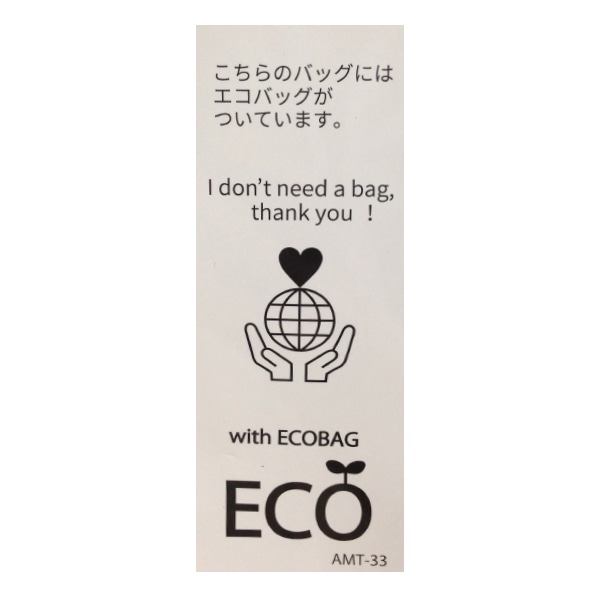 こちらのバッグには
エコバッグが
ついています。
I don't need a bag,
thank you ！
with ECOBAG
ECO
AMT-33